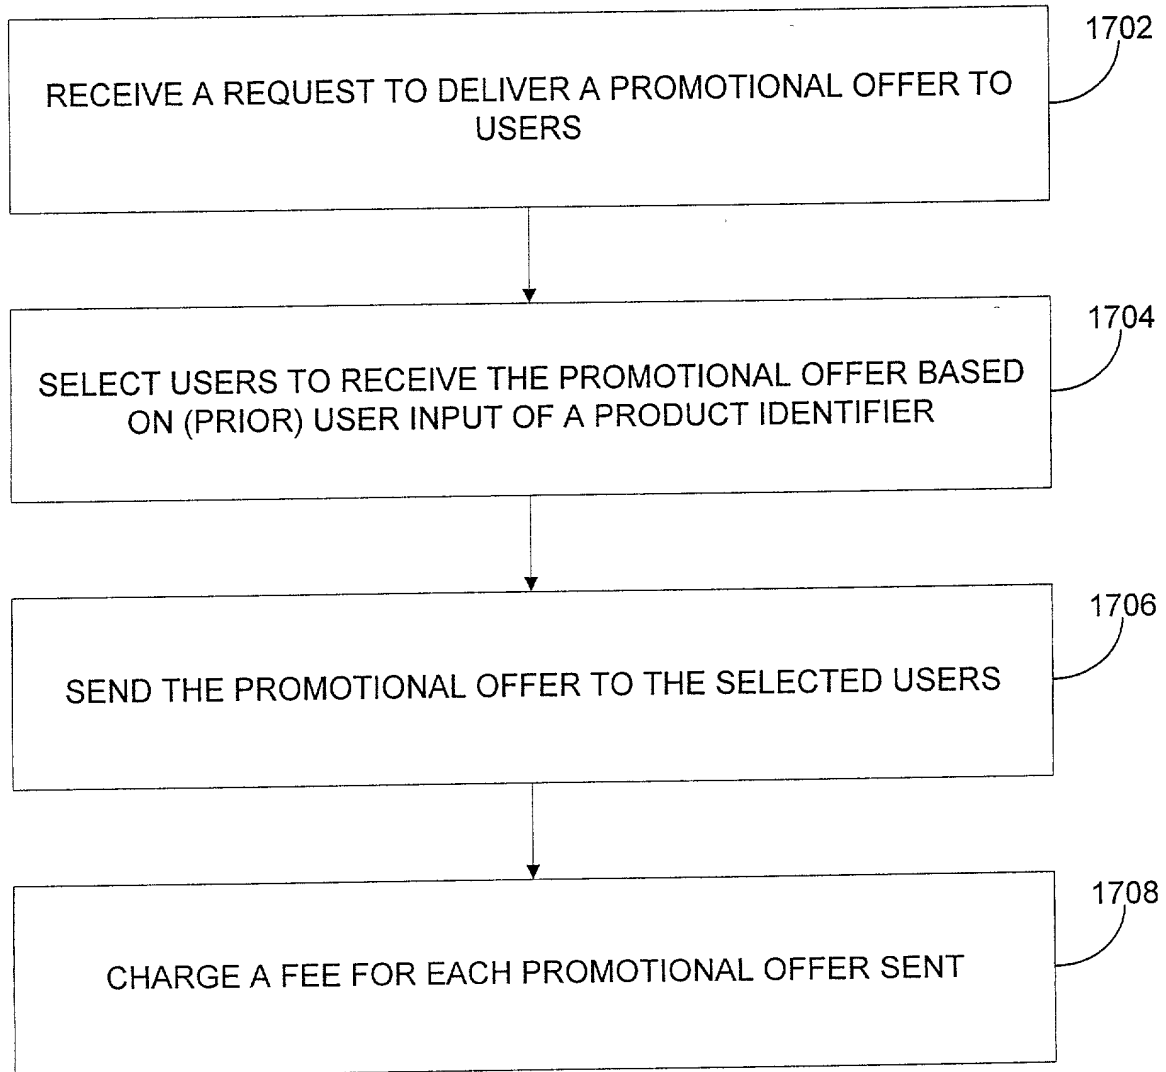 1702
RECEIVE A REQUEST TO DELIVER A PROMOTIONAL OFFER TO
USERS
1704
SELECT USERS TO RECEIVE THE PROMOTIONAL OFFER BASED
ON (PRIOR) USER INPUT OF A PRODUCT IDENTIFIER
1706
SEND THE PROMOTIONAL OFFER TO THE SELECTED USERS
1708
CHARGE A FEE FOR EACH PROMOTIONAL OFFER SENT